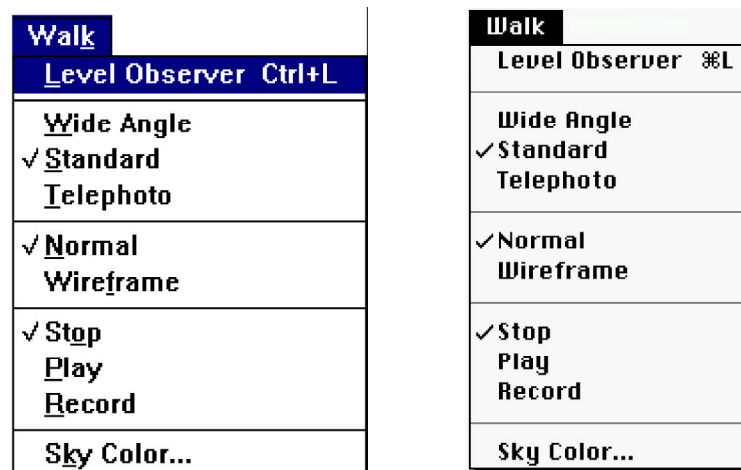 Walk
Level Observer Ctrl+L
Wide Angle
√ Standard
Telephoto
√ Normal
Wireframe
√ Stop
Play
Record
Sky Color...
Walk
Level Observer ⌘L
Wide Angle
✓ Standard
Telephoto
✓ Normal
Wireframe
✓ Stop
Play
Record
Sky Color...